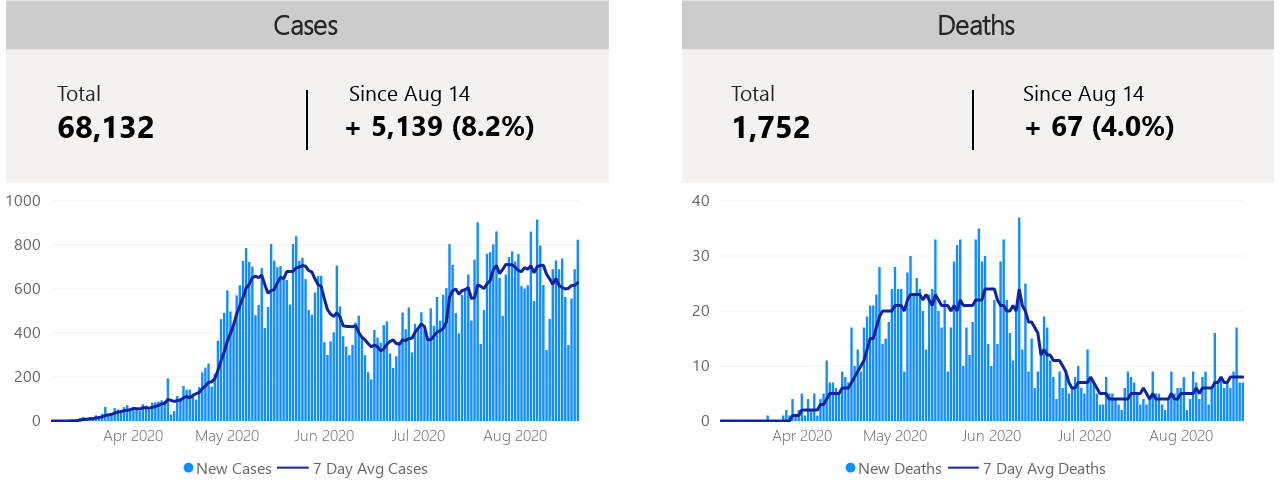 Cases
Total
68,132
Since Aug 14
+ 5,139 (8.2%)
1000
800
600
400
200
0
Apr 2020 May 2020 Jun 2020 Jul 2020 Aug 2020
New Cases 7 Day Avg Cases
Deaths
Total
1,752
Since Aug 14
+ 67 (4.0%)
40
30
20
10
0
Apr 2020 May 2020 Jun 2020 Jul 2020 Aug 2020
New Deaths 7 Day Avg Deaths